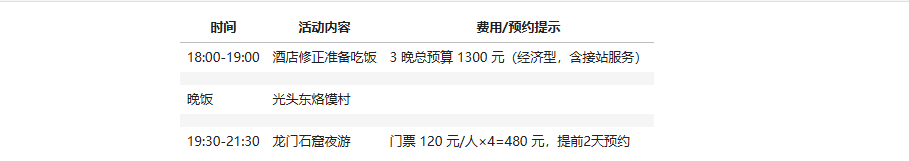 时间 活动内容 费用/预约提示
18:00-19:00 酒店修正准备吃饭 3 晚总预算 1300 元（经济型，含接站服务）
晚饭 光头东烙馍村
19:30-21:30 龙门石窟夜游 门票 120 元/人×4=480 元，提前2天预约